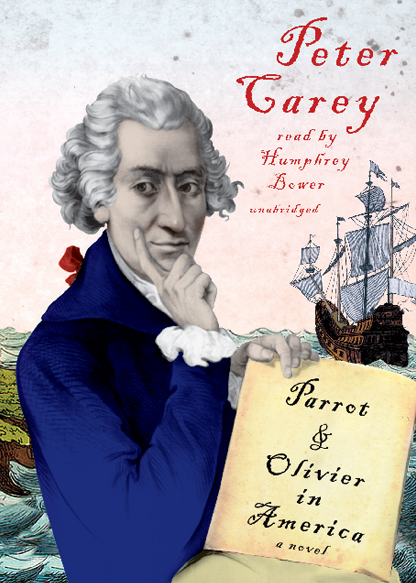 Peter
Carey
read by
Humphrey
Bower
unabridged
Parrot
&
Olivier
in
America
a novel